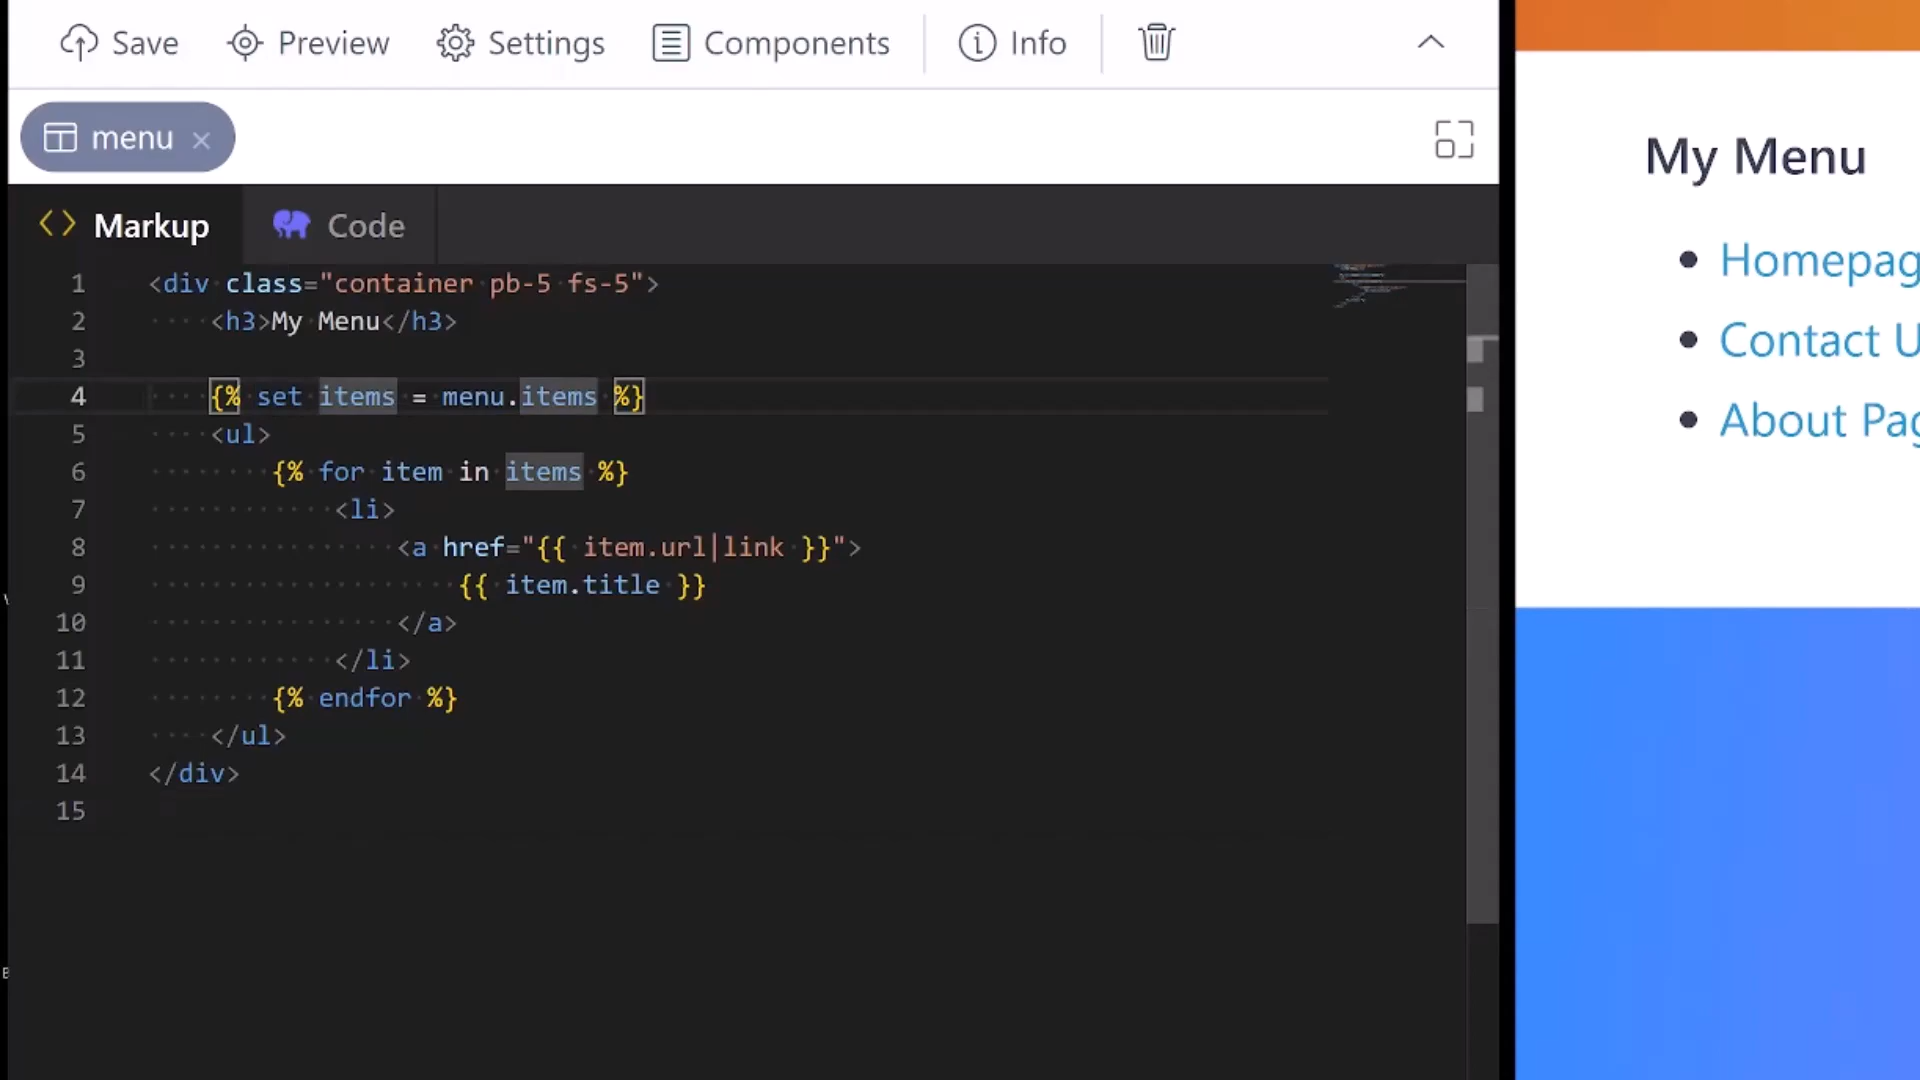 Save Preview Settings Components Info
menu
Markup Code
1 <div class="container pb-5 fs-5">
2 <h3>My Menu</h3>
3
4 {% set items = menu.items %}
5 <ul>
6 {% for item in items %}
7 <li>
8 <a href="{{ item.url|link }}">
9 {{ item.title }}
10 </a>
11 </li>
12 {% endfor %}
13 </ul>
14 </div>
15
My Menu
Homepag
Contact U
About Pag